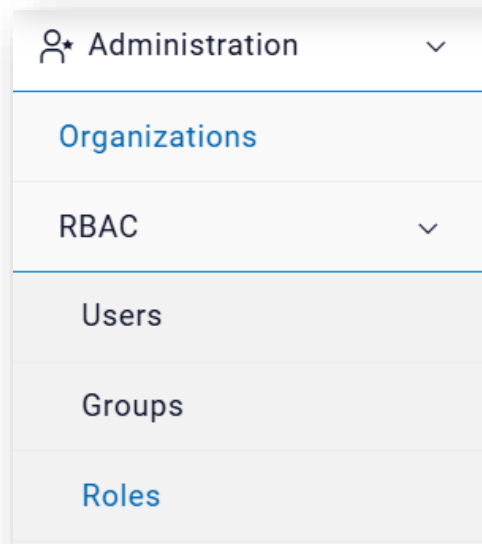 Administration
Organizations
RBAC
Users
Groups
Roles